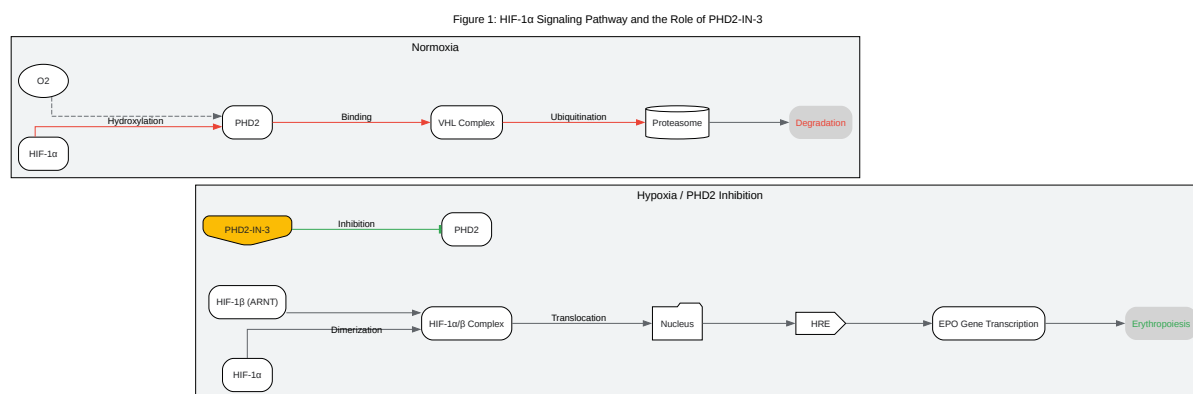 Figure 1: HIF-1α Signaling Pathway and the Role of PHD2-IN-3
Normoxia
O2
Hydroxylation
HIF-1α
PHD2
Binding
VHL Complex
Ubiquitination
Proteasome
Degradation
Hypoxia / PHD2 Inhibition
PHD2-IN-3
Inhibition
PHD2
HIF-1β (ARNT)
Dimerization
HIF-1α
HIF-1α/β Complex
Translocation
Nucleus
HRE
EPO Gene Transcription
Erythropoiesis